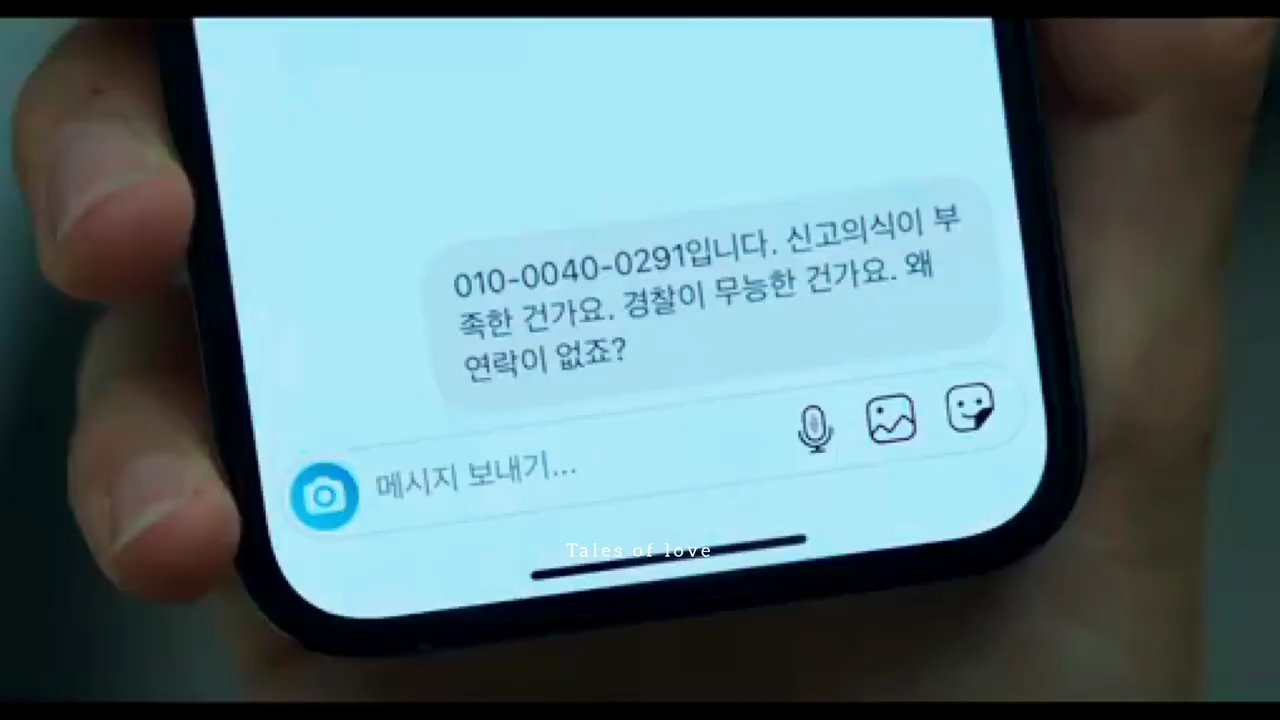 010-0040-0291입니다. 신고의식이 부
족한 건가요. 경찰이 무능한 건가요. 왜
연락이 없죠?
메시지 보내기...
Tales of love